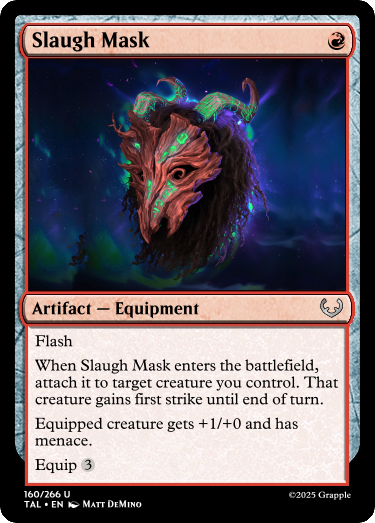 Slaugh Mask
Artifact — Equipment
Flash
When Slaugh Mask enters the battlefield,
attach it to target creature you control. That
creature gains first strike until end of turn.
Equipped creature gets +1/+0 and has
menace.
Equip 3
160/266 U
TAL • EN Matt DeMino
©2025 Grapple